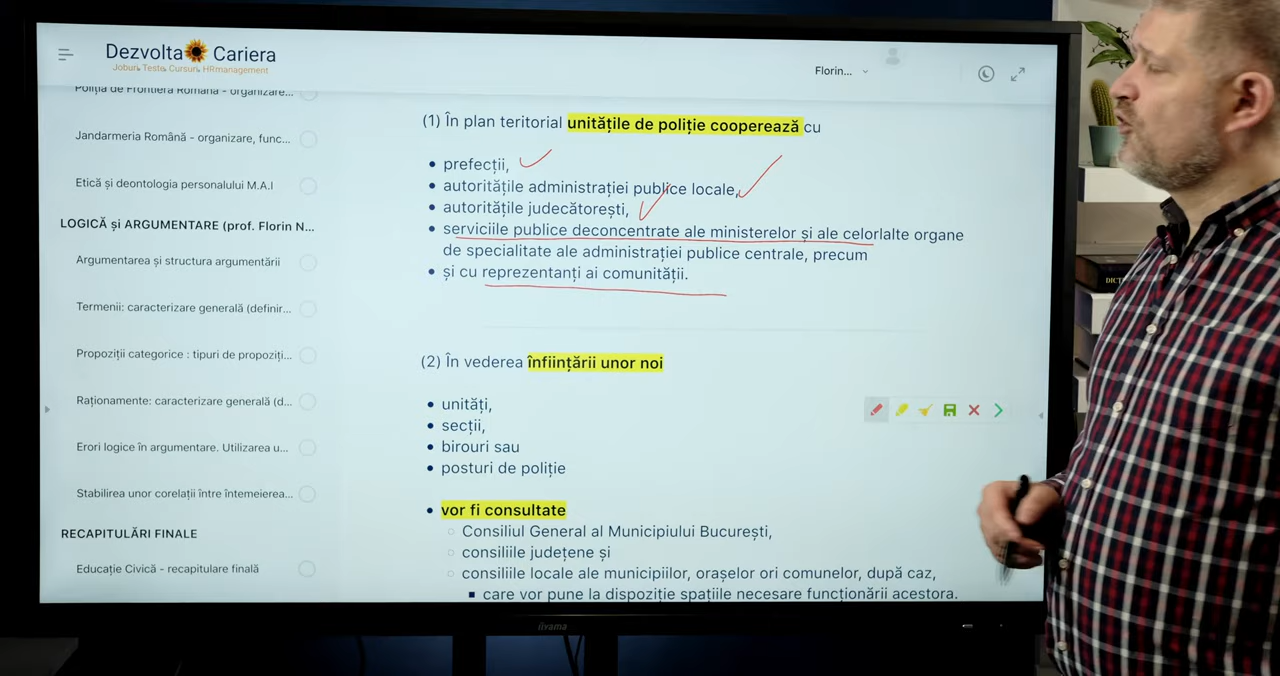 Dezvolta Cariera
Joburi, Teste, Cursuri, HRmanagement
Florin...
Poliția de Frontieră Română - organizare...
Jandarmeria Română - organizare, func...
Etică și deontologia personalului M.A.I
LOGICĂ și ARGUMENTARE (prof. Florin N...
Argumentarea și structura argumentării
Termenii: caracterizare generală (definir...
Propoziții categorice : tipuri de propoziți...
Raționamente: caracterizare generală (d...
Erori logice în argumentare. Utilizarea u...
Stabilirea unor corelații între întemeierea...
RECAPITULĂRI FINALE
Educație Civică - recapitulare finală
(1) În plan teritorial unitățile de poliție cooperează cu
• prefecții,
• autoritățile administrației publice locale,
• autoritățile judecătorești,
• serviciile publice deconcentrate ale ministerelor și ale celorlalte organe
de specialitate ale administrației publice centrale, precum
• și cu reprezentanți ai comunității.
(2) În vederea înființării unor noi
• unități,
• secții,
• birouri sau
• posturi de poliție
• vor fi consultate
○ Consiliul General al Municipiului București,
○ consiliile județene și
○ consiliile locale ale municipiilor, orașelor ori comunelor, după caz,
▪ care vor pune la dispoziție spațiile necesare funcționării acestora.
iiyama
DICT